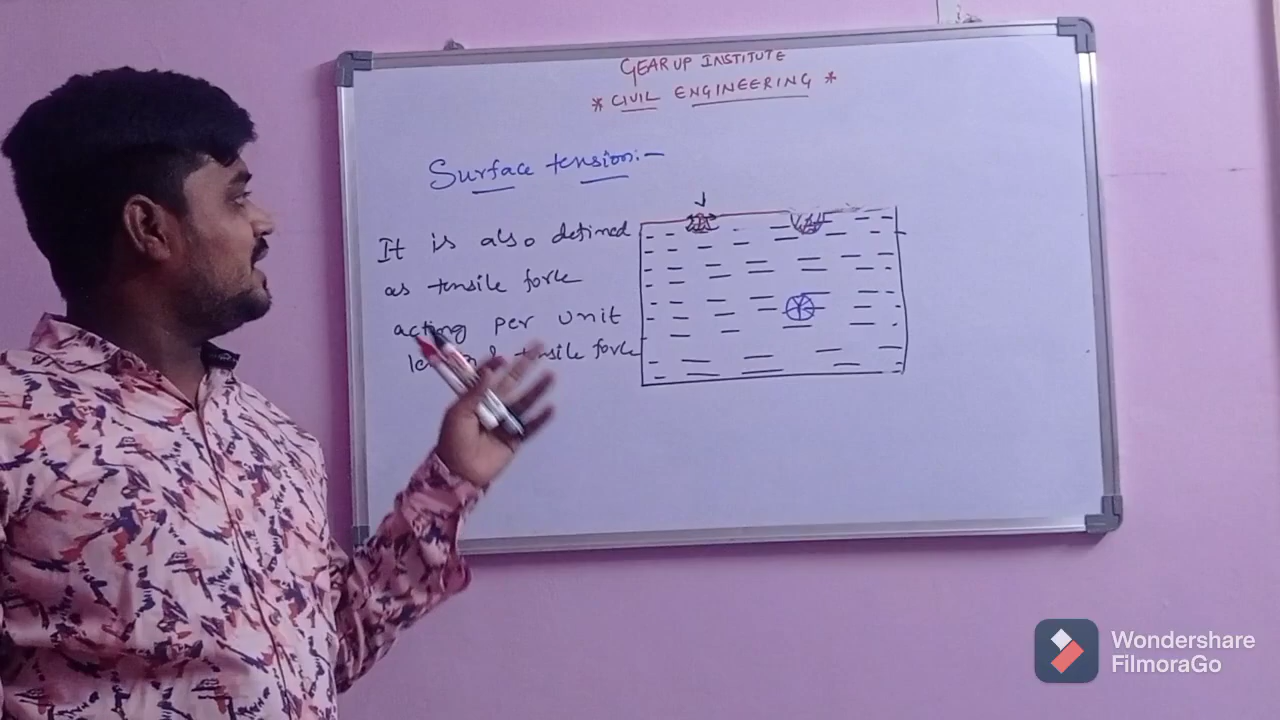 GEAR UP INSTITUTE
* CIVIL ENGINEERING *
Surface tension:-
It is also defined
as tensile force
acting per unit
tensile force
Wondershare
FilmoraGo